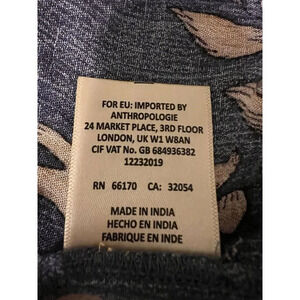 FOR EU: IMPORTED BY
ANTHROPOLOGIE
24 MARKET PLACE, 3RD FLOOR
LONDON, UK W1 W8AN
CIF VAT No. GB 684936382
12232019
RN 66170 CA: 32054
MADE IN INDIA
HECHO EN INDIA
FABRIQUE EN INDE